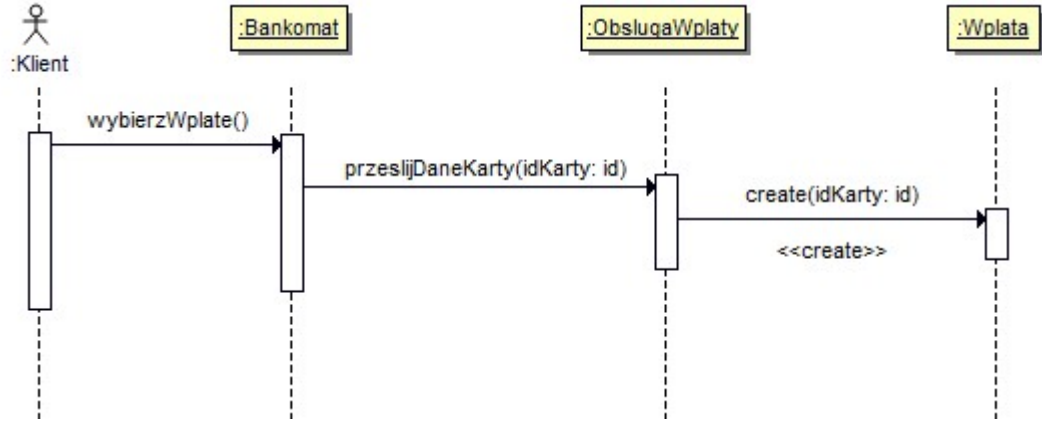 :Klient
:Bankomat
:ObslugaWplaty
:Wplata
wybierzWplate()
przeslijDaneKarty(idKarty: id)
create(idKarty: id)
<<create>>